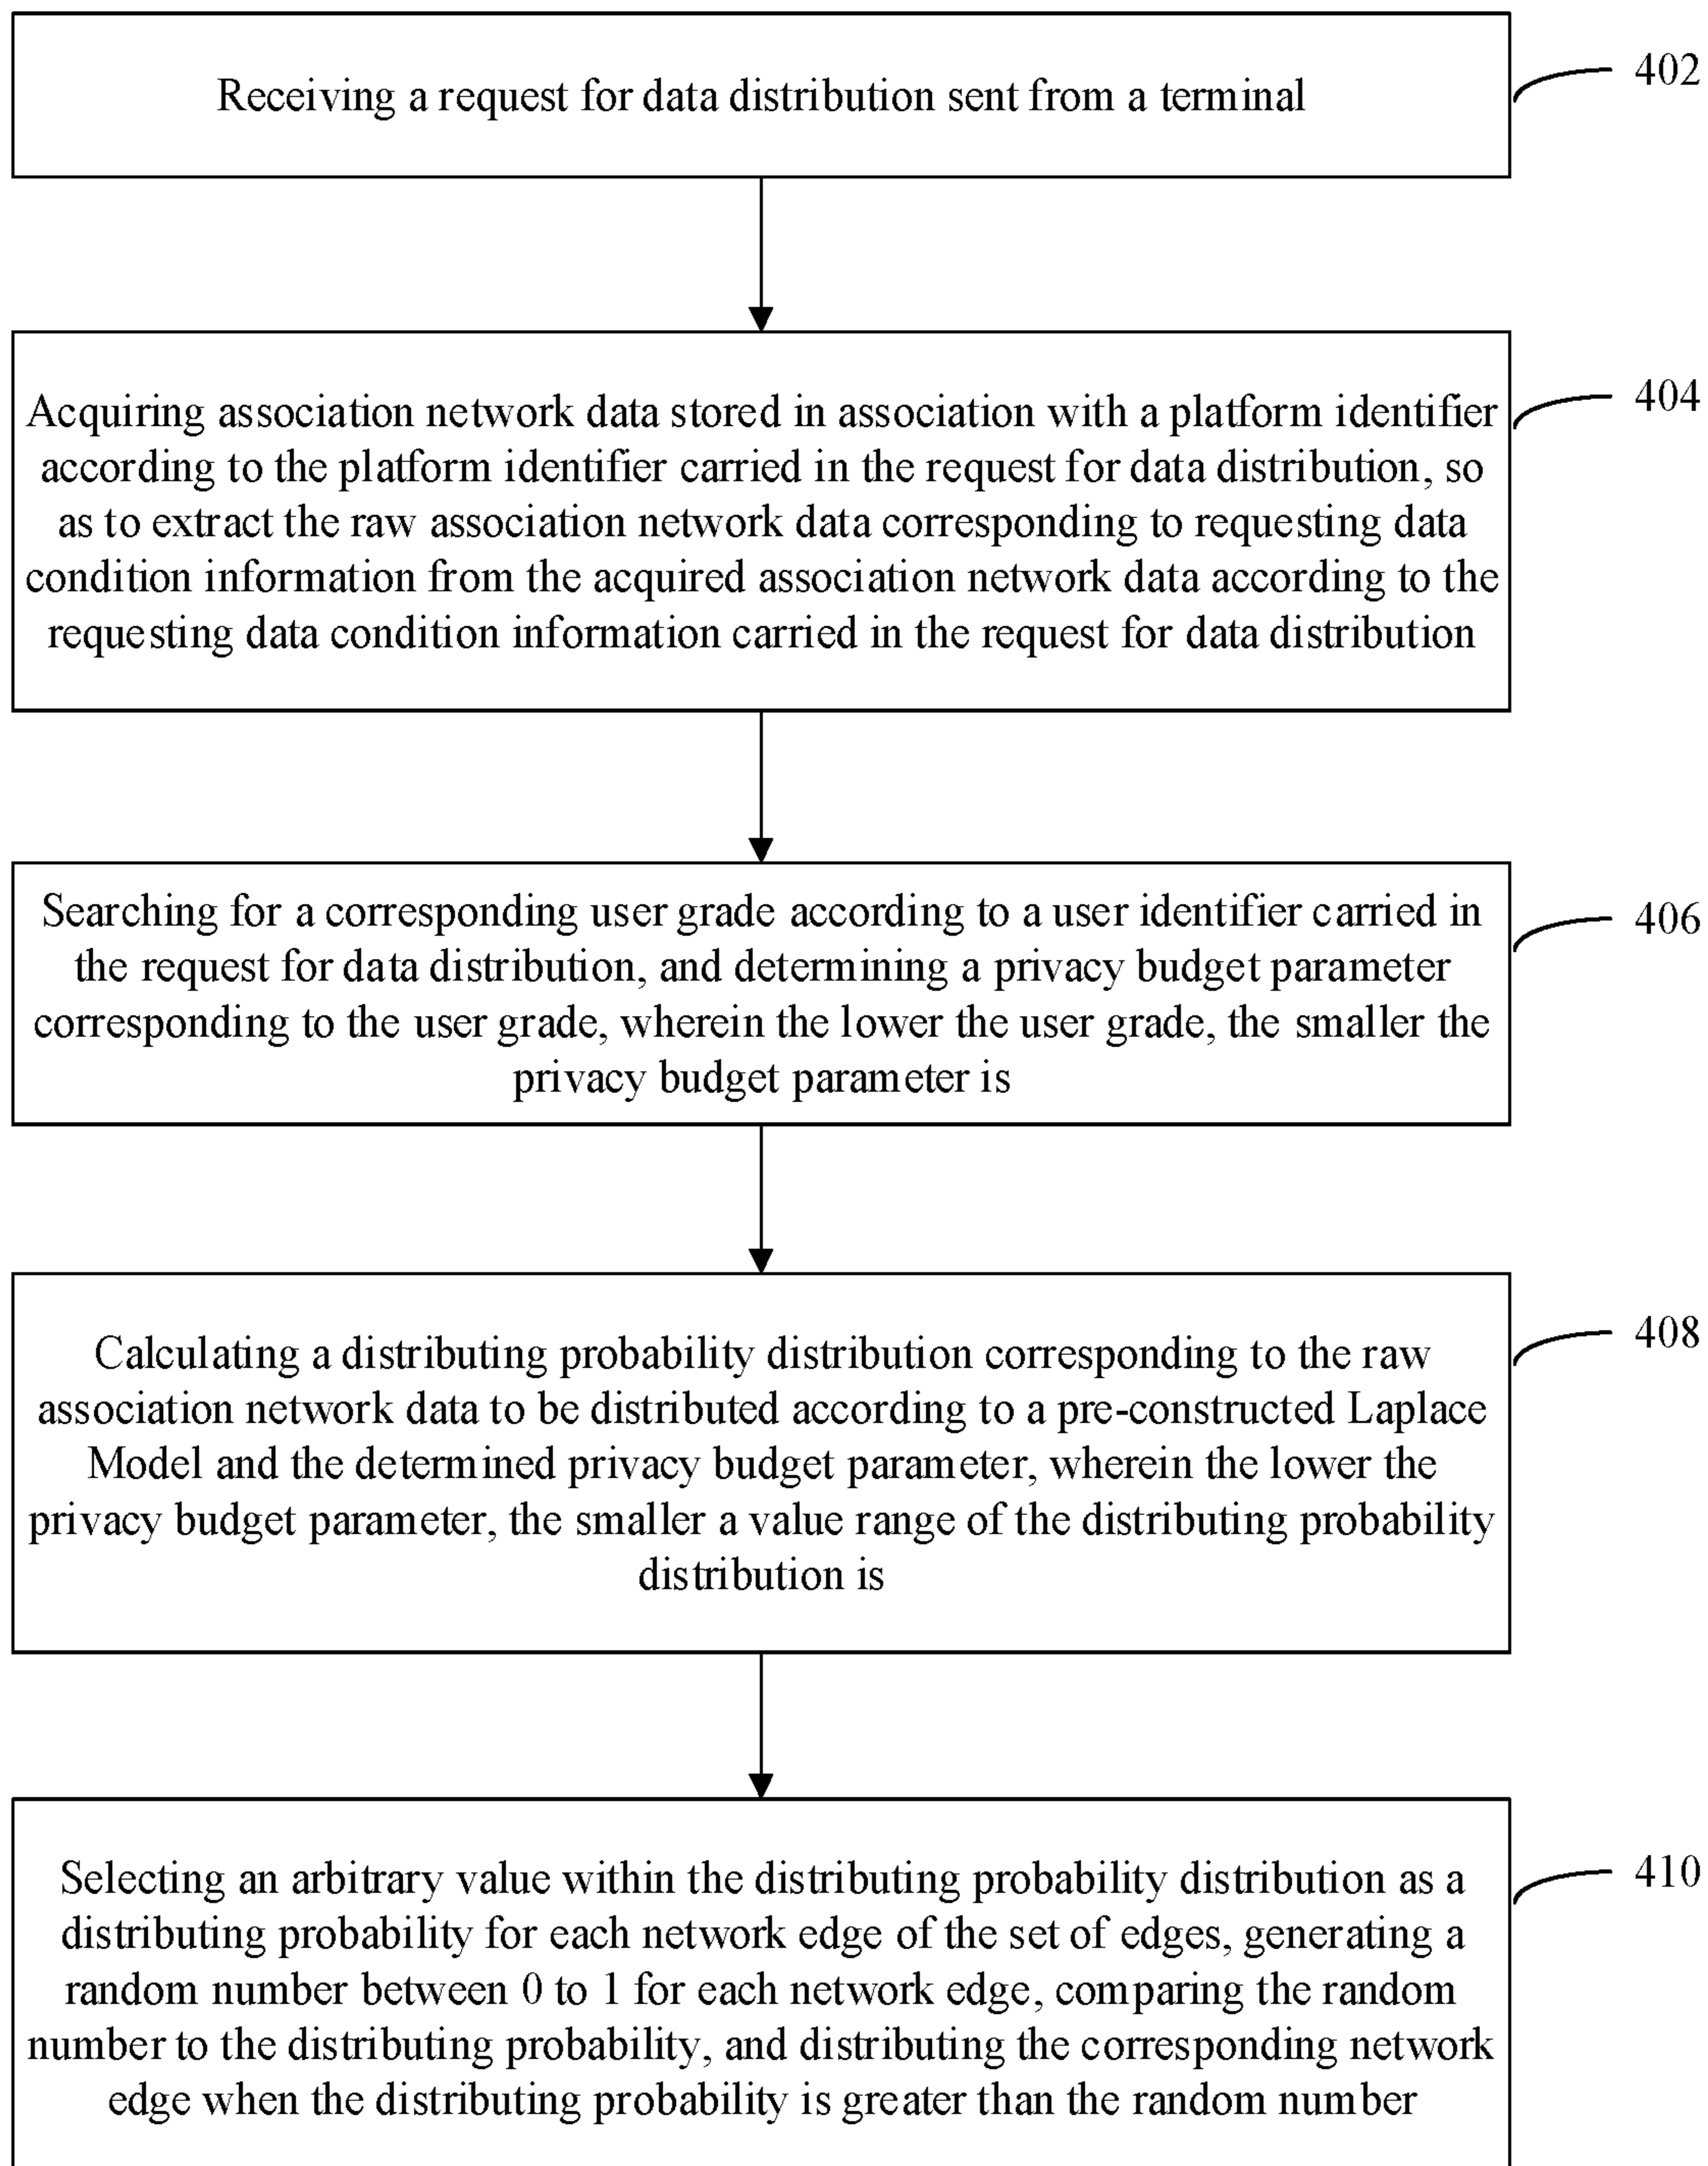 Receiving a request for data distribution sent from a terminal
402
Acquiring association network data stored in association with a platform identifier
according to the platform identifier carried in the request for data distribution, so
as to extract the raw association network data corresponding to requesting data
condition information from the acquired association network data according to the
requesting data condition information carried in the request for data distribution
404
Searching for a corresponding user grade according to a user identifier carried in
the request for data distribution, and determining a privacy budget parameter
corresponding to the user grade, wherein the lower the user grade, the smaller the
privacy budget parameter is
406
Calculating a distributing probability distribution corresponding to the raw
association network data to be distributed according to a pre-constructed Laplace
Model and the determined privacy budget parameter, wherein the lower the
privacy budget parameter, the smaller a value range of the distributing probability
distribution is
408
Selecting an arbitrary value within the distributing probability distribution as a
distributing probability for each network edge of the set of edges, generating a
random number between 0 to 1 for each network edge, comparing the random
number to the distributing probability, and distributing the corresponding network
edge when the distributing probability is greater than the random number
410